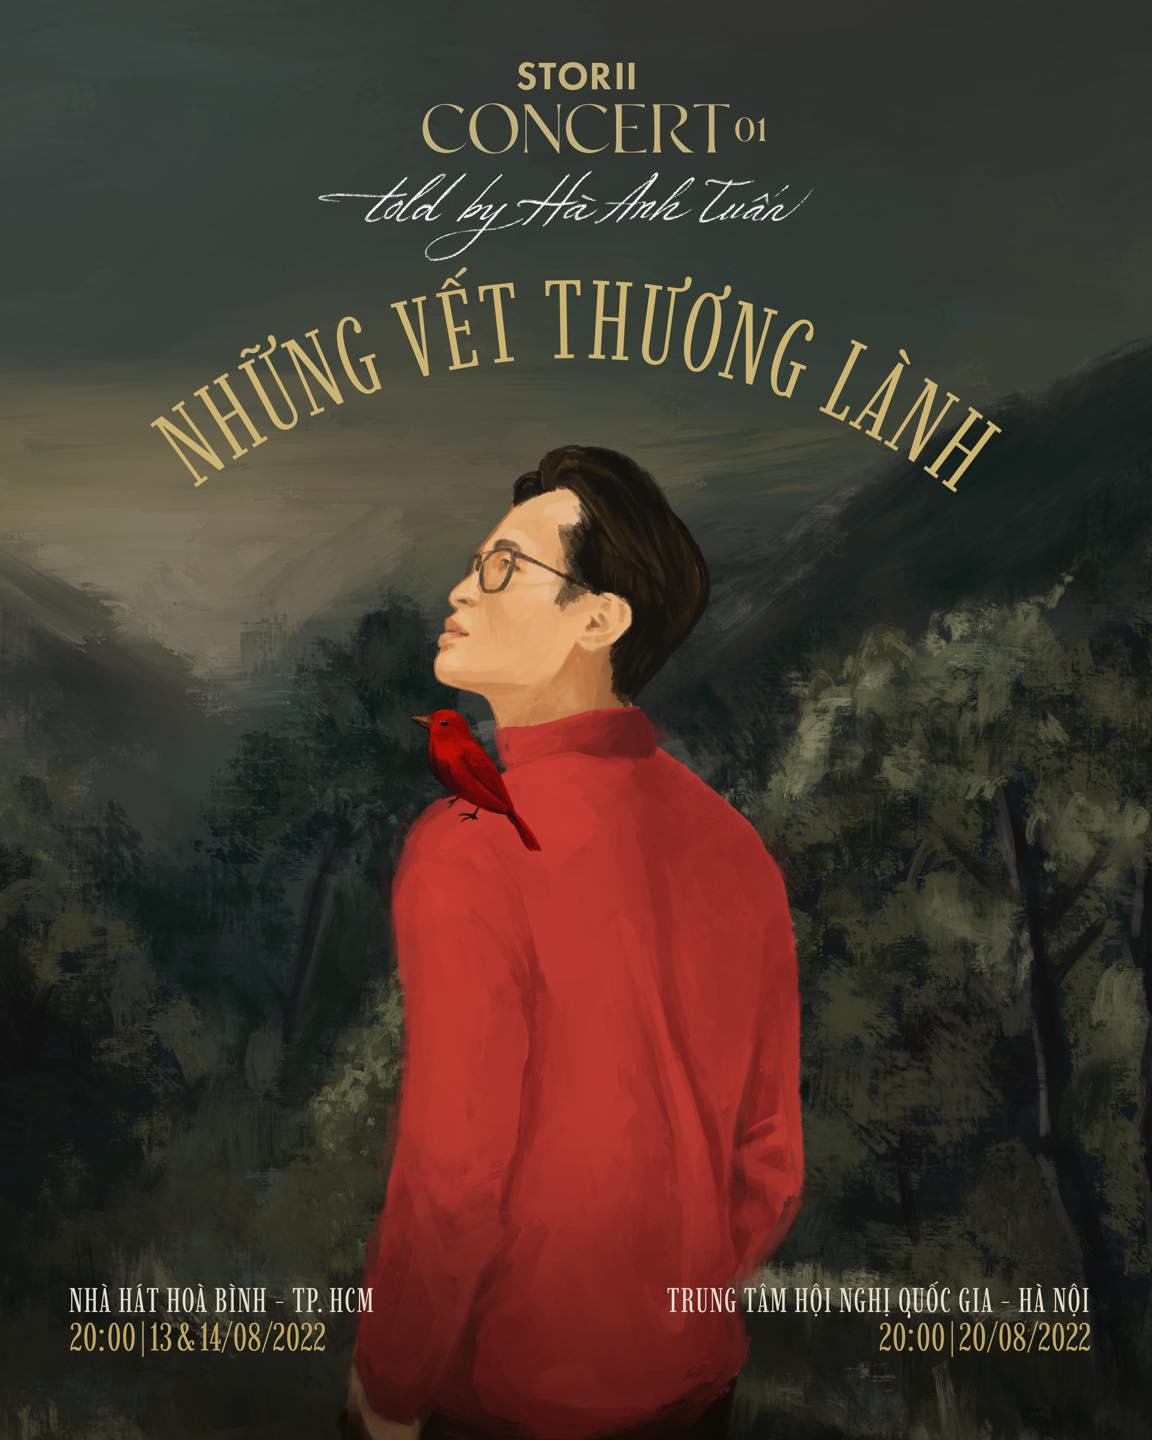 STORII
CONCERT 01
told by Hà Anh Tuấn
NHỮNG VẾT THƯƠNG LÀNH
NHÀ HÁT HOÀ BÌNH - TP. HCM
20:00 | 13 & 14/08/2022
TRUNG TÂM HỘI NGHỊ QUỐC GIA - HÀ NỘI
20:00 | 20/08/2022